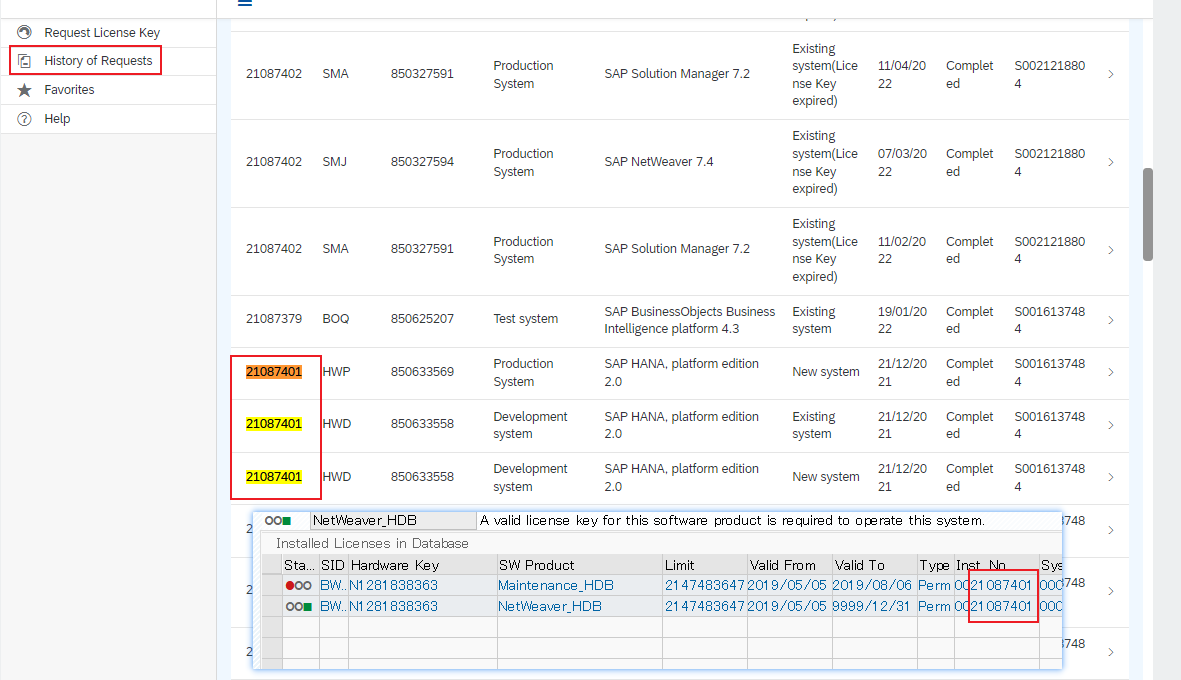 Request License Key
History of Requests
Favorites
Help
21087402 SMA 850327591 Production System SAP Solution Manager 7.2 Existing system(License Key expired) 11/04/2022 Completed S0021218804
21087402 SMJ 850327594 Production System SAP NetWeaver 7.4 Existing system(License Key expired) 07/03/2022 Completed S0021218804
21087402 SMA 850327591 Production System SAP Solution Manager 7.2 Existing system(License Key expired) 11/02/2022 Completed S0021218804
21087379 BOQ 850625207 Test system SAP BusinessObjects Business Intelligence platform 4.3 Existing system 19/01/2022 Completed S0016137484
21087401 HWP 850633569 Production System SAP HANA, platform edition 2.0 New system 21/12/2021 Completed S0016137484
21087401 HWD 850633558 Development system SAP HANA, platform edition 2.0 Existing system 21/12/2021 Completed S0016137484
21087401 HWD 850633558 Development system SAP HANA, platform edition 2.0 New system 21/12/2021 Completed S0016137484
NetWeaver_HDB A valid license key for this software product is required to operate this system.
Installed Licenses in Database
Sta... SID Hardware Key SW Product Limit Valid From Valid To Type Inst. No. Sys
BW.. N1281838363 Maintenance_HDB 2147483647 2019/05/05 2019/08/06 Perm 0021087401 000
BW.. N1281838363 NetWeaver_HDB 2147483647 2019/05/05 9999/12/31 Perm 0021087401 000